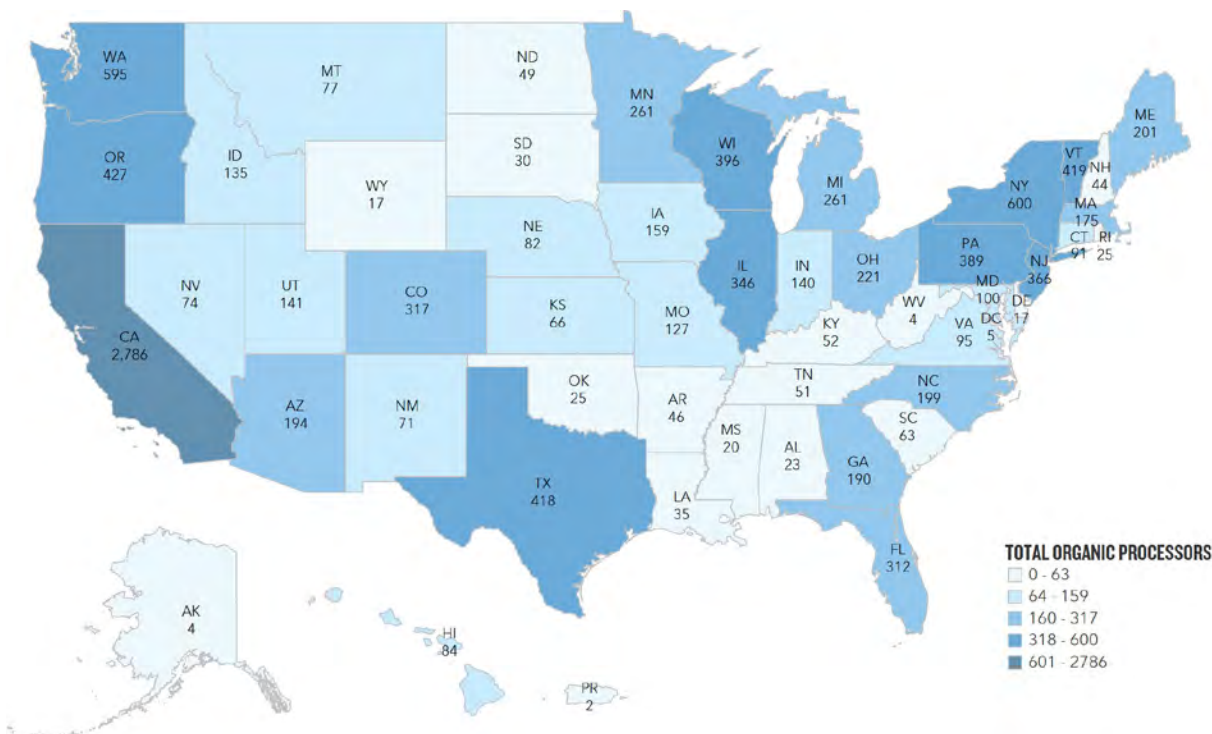 WA
595
MT
77
ND
49
MN
261
ME
201
OR
427
ID
135
SD
30
WI
396
MI
261
VT
419
NH
44
NY
600
MA
175
WY
17
CT
91
RI
25
IA
159
NE
82
PA
389
NJ
366
NV
74
UT
141
CO
317
IL
346
IN
140
OH
221
MD
100
DE
17
DC
5
WV
4
VA
95
CA
2,786
KS
66
MO
127
KY
52
AZ
194
NM
71
OK
25
AR
46
TN
51
NC
199
SC
63
MS
20
AL
23
GA
190
TX
418
LA
35
FL
312
AK
4
HI
84
PR
2
TOTAL ORGANIC PROCESSORS
0 - 63
64 - 159
160 - 317
318 - 600
601 - 2786